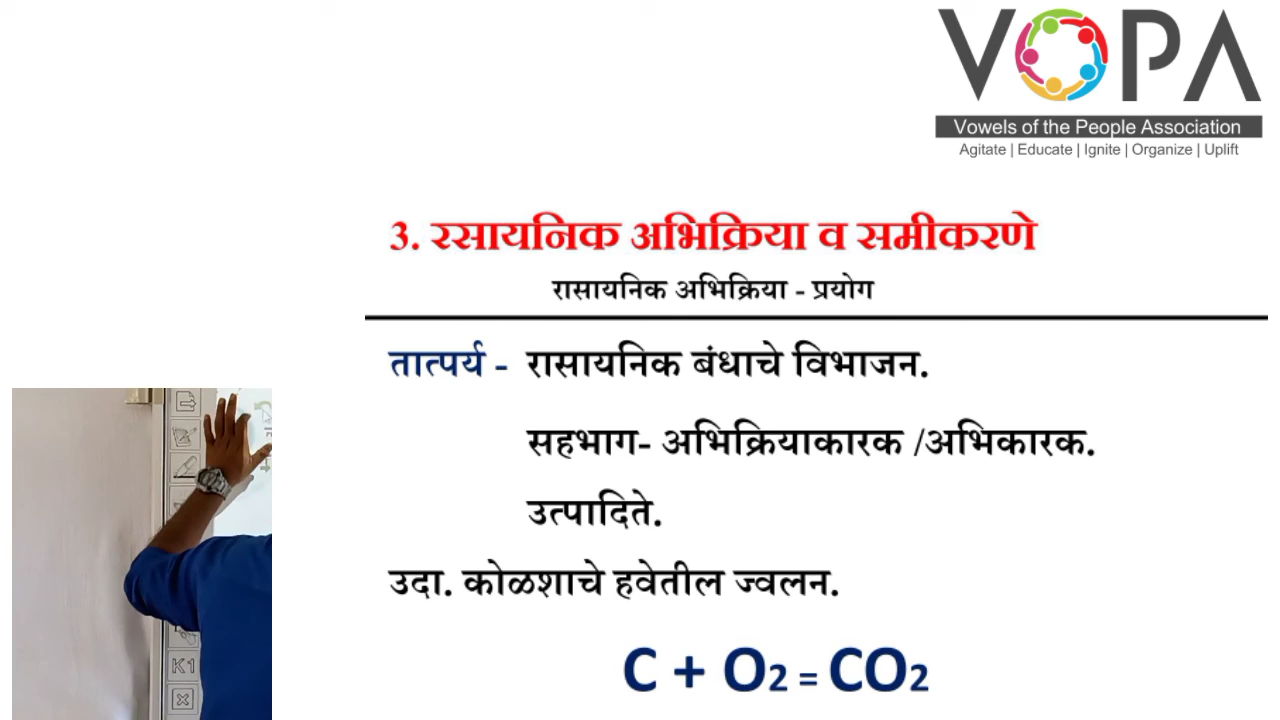 VOPA
Vowels of the People Association
Agitate | Educate | Ignite | Organize | Uplift
3. रसायनिक अभिक्रिया व समीकरणे
रासायनिक अभिक्रिया - प्रयोग
तात्पर्य - रासायनिक बंधाचे विभाजन.
सहभाग- अभिक्रियाकारक /अभिकारक.
उत्पादिते.
उदा. कोळशाचे हवेतील ज्वलन.
C + O2 = CO2
K1